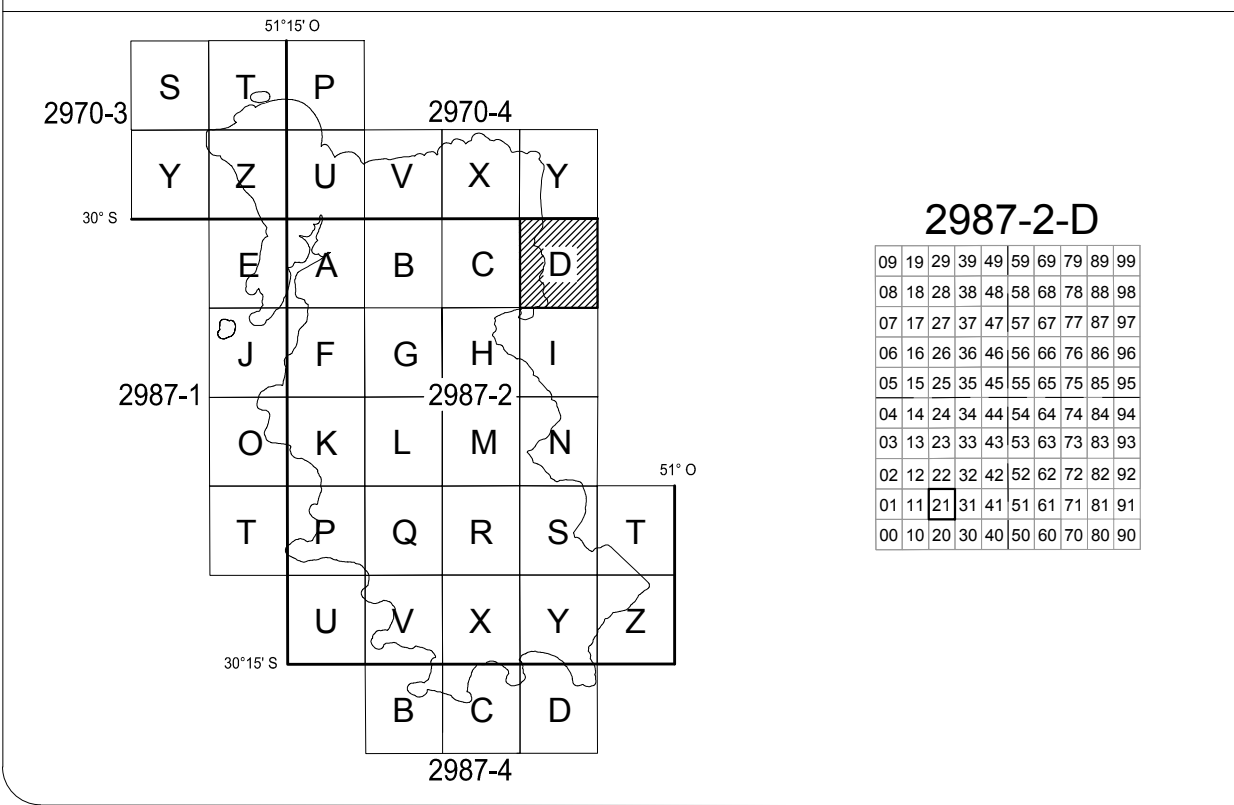 51°15' O
S T P
2970-3 2970-4
Y Z U V X Y
30° S
E A B C D
J F G H I
2987-1 2987-2
O K L M N
51° O
T P Q R S T
U V X Y Z
30°15' S
B C D
2987-4
2987-2-D
09 19 29 39 49 59 69 79 89 99
08 18 28 38 48 58 68 78 88 98
07 17 27 37 47 57 67 77 87 97
06 16 26 36 46 56 66 76 86 96
05 15 25 35 45 55 65 75 85 95
04 14 24 34 44 54 64 74 84 94
03 13 23 33 43 53 63 73 83 93
02 12 22 32 42 52 62 72 82 92
01 11 21 31 41 51 61 71 81 91
00 10 20 30 40 50 60 70 80 90